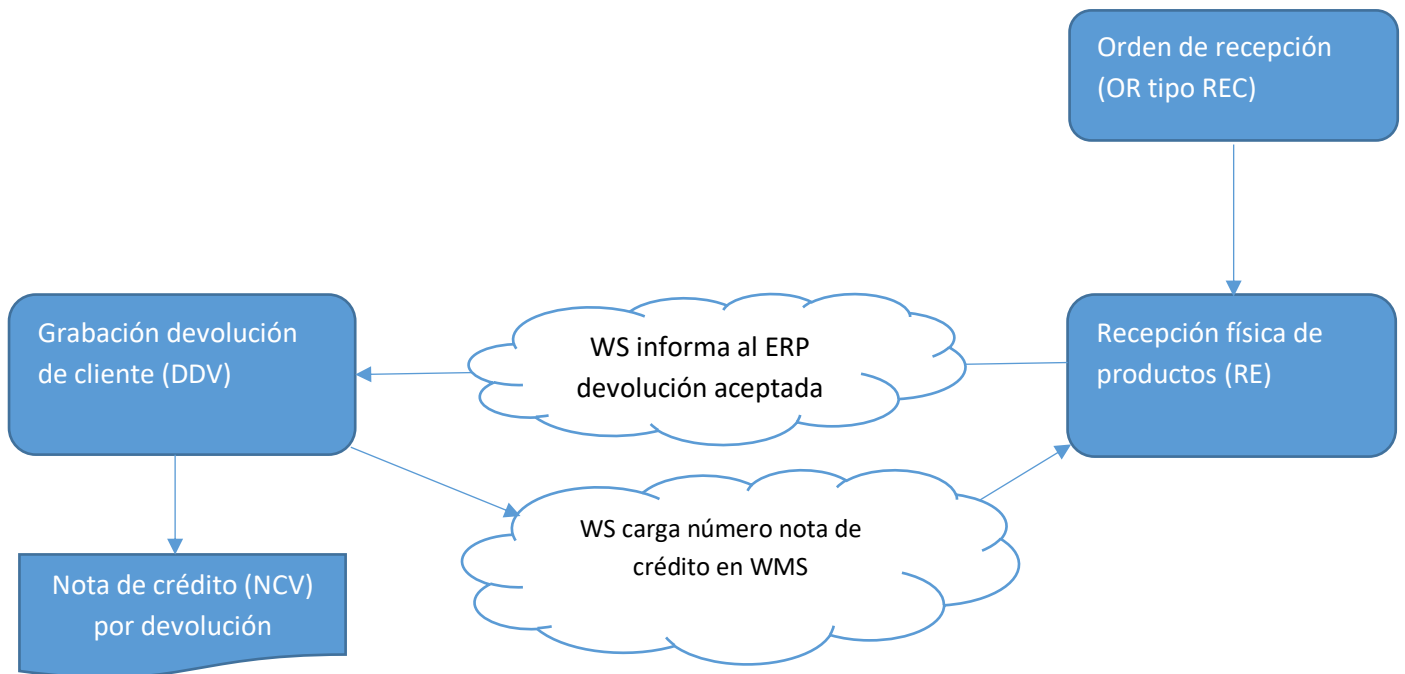 Orden de recepción
(OR tipo REC)
Grabación devolución
de cliente (DDV)
WS informa al ERP
devolución aceptada
Recepción física de
productos (RE)
WS carga número nota de
crédito en WMS
Nota de crédito (NCV)
por devolución